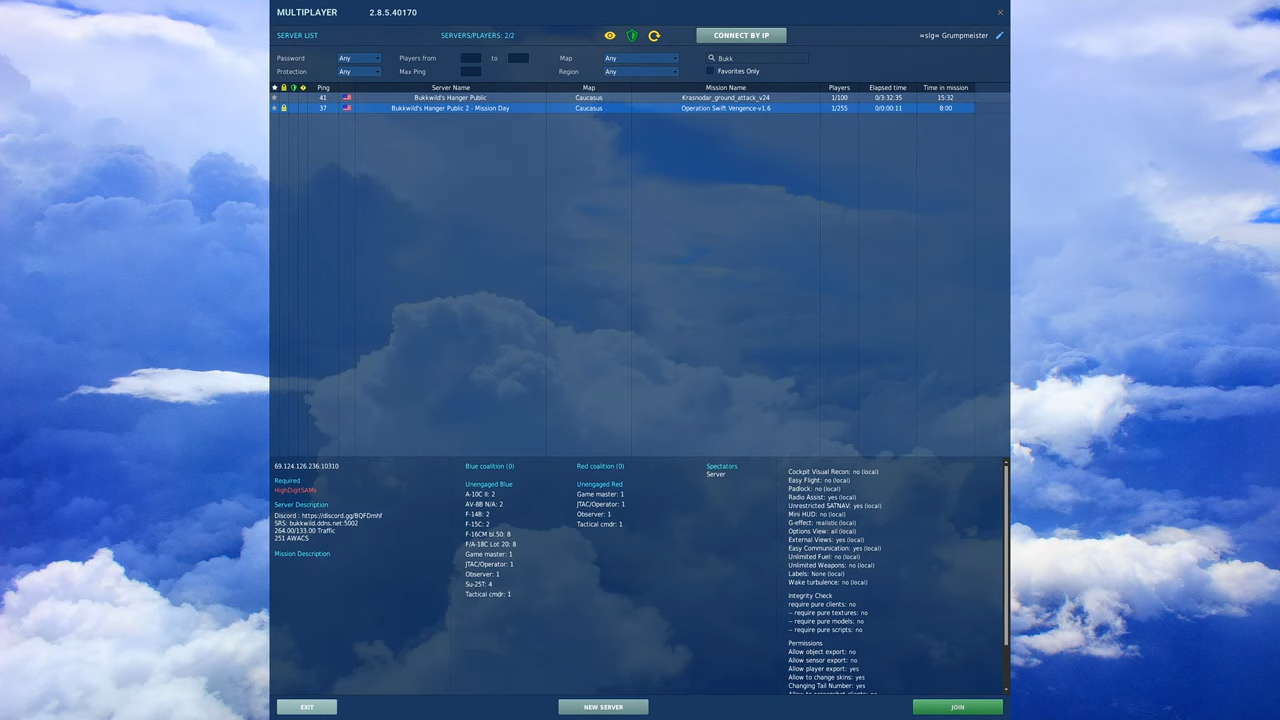 MULTIPLAYER 2.8.5.40170
SERVER LIST SERVERS/PLAYERS: 2/2 CONNECT BY IP =slg= Grumpmeister
Password Any Players from to Map Any Bukk
Protection Any Max Ping Region Any Favorites Only
Ping Server Name Map Mission Name Players Elapsed time Time in mission
41 Bukkwild's Hanger Public Caucasus Krasnodar_ground_attack_v24 1/100 0/3:32:35 15:32
37 Bukkwild's Hanger Public 2 - Mission Day Caucasus Operation Swift Vengence-v1.6 1/255 0/0:00:11 8:00
69.124.126.236:10310
Required
HighDigitSAMs
Server Description
Discord : https://discord.gg/BQFDmhf
SRS: bukkwild.ddns.net:5002
264.00/133.00 Traffic
251 AWACS
Mission Description
Blue coalition (0)
Unengaged Blue
A-10C II: 2
AV-8B N/A: 2
F-14B: 2
F-15C: 2
F-16CM bl.50: 8
F/A-18C Lot 20: 8
Game master: 1
JTAC/Operator: 1
Observer: 1
Su-25T: 4
Tactical cmdr: 1
Red coalition (0)
Unengaged Red
Game master: 1
JTAC/Operator: 1
Observer: 1
Tactical cmdr: 1
Spectators
Server
Cockpit Visual Recon: no (local)
Easy Flight: no (local)
Padlock: no (local)
Radio Assist: yes (local)
Unrestricted SATNAV: yes (local)
Mini HUD: no (local)
G-effect: realistic (local)
Options View: all (local)
External Views: yes (local)
Easy Communication: yes (local)
Unlimited Fuel: no (local)
Unlimited Weapons: no (local)
Labels: None (local)
Wake turbulence: no (local)
Integrity Check
require pure clients: no
-- require pure textures: no
-- require pure models: no
-- require pure scripts: no
Permissions
Allow object export: no
Allow sensor export: no
Allow player export: yes
Allow to change skins: yes
Changing Tail Number: yes
EXIT NEW SERVER JOIN